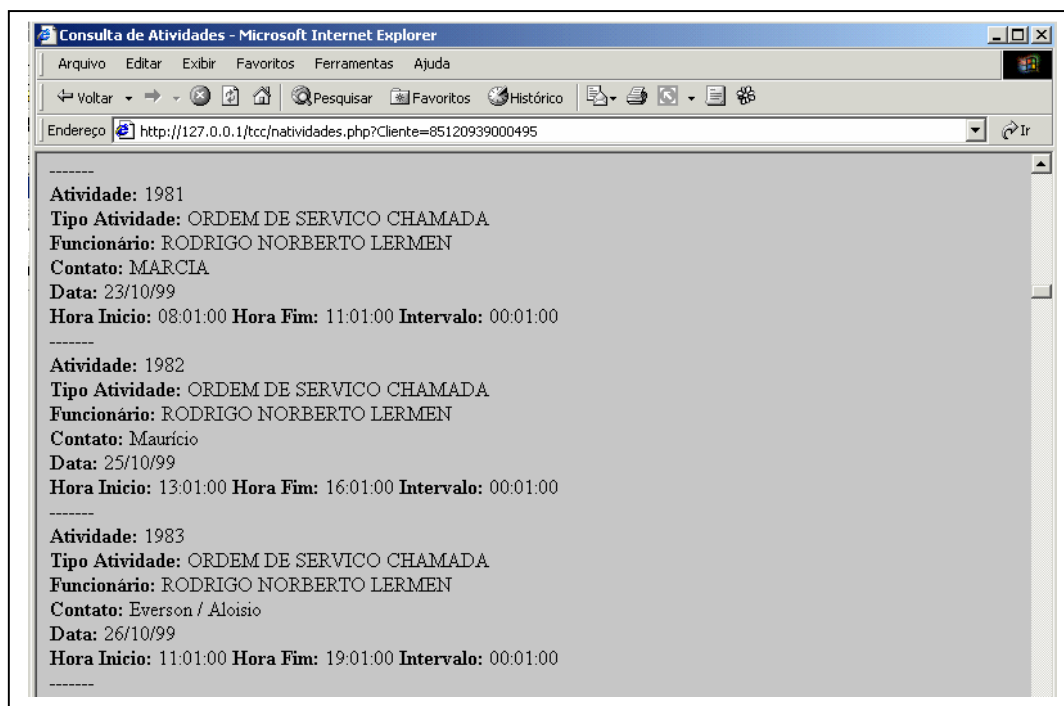 Consulta de Atividades - Microsoft Internet Explorer
Arquivo Editar Exibir Favoritos Ferramentas Ajuda
Voltar Pesquisar Favoritos Histórico
Endereço http://127.0.0.1/tcc/natividades.php?Cliente=85120939000495 Ir
-------
Atividade: 1981
Tipo Atividade: ORDEM DE SERVICO CHAMADA
Funcionário: RODRIGO NORBERTO LERMEN
Contato: MARCIA
Data: 23/10/99
Hora Inicio: 08:01:00 Hora Fim: 11:01:00 Intervalo: 00:01:00
-------
Atividade: 1982
Tipo Atividade: ORDEM DE SERVICO CHAMADA
Funcionário: RODRIGO NORBERTO LERMEN
Contato: Maurício
Data: 25/10/99
Hora Inicio: 13:01:00 Hora Fim: 16:01:00 Intervalo: 00:01:00
-------
Atividade: 1983
Tipo Atividade: ORDEM DE SERVICO CHAMADA
Funcionário: RODRIGO NORBERTO LERMEN
Contato: Everson / Aloisio
Data: 26/10/99
Hora Inicio: 11:01:00 Hora Fim: 19:01:00 Intervalo: 00:01:00
-------